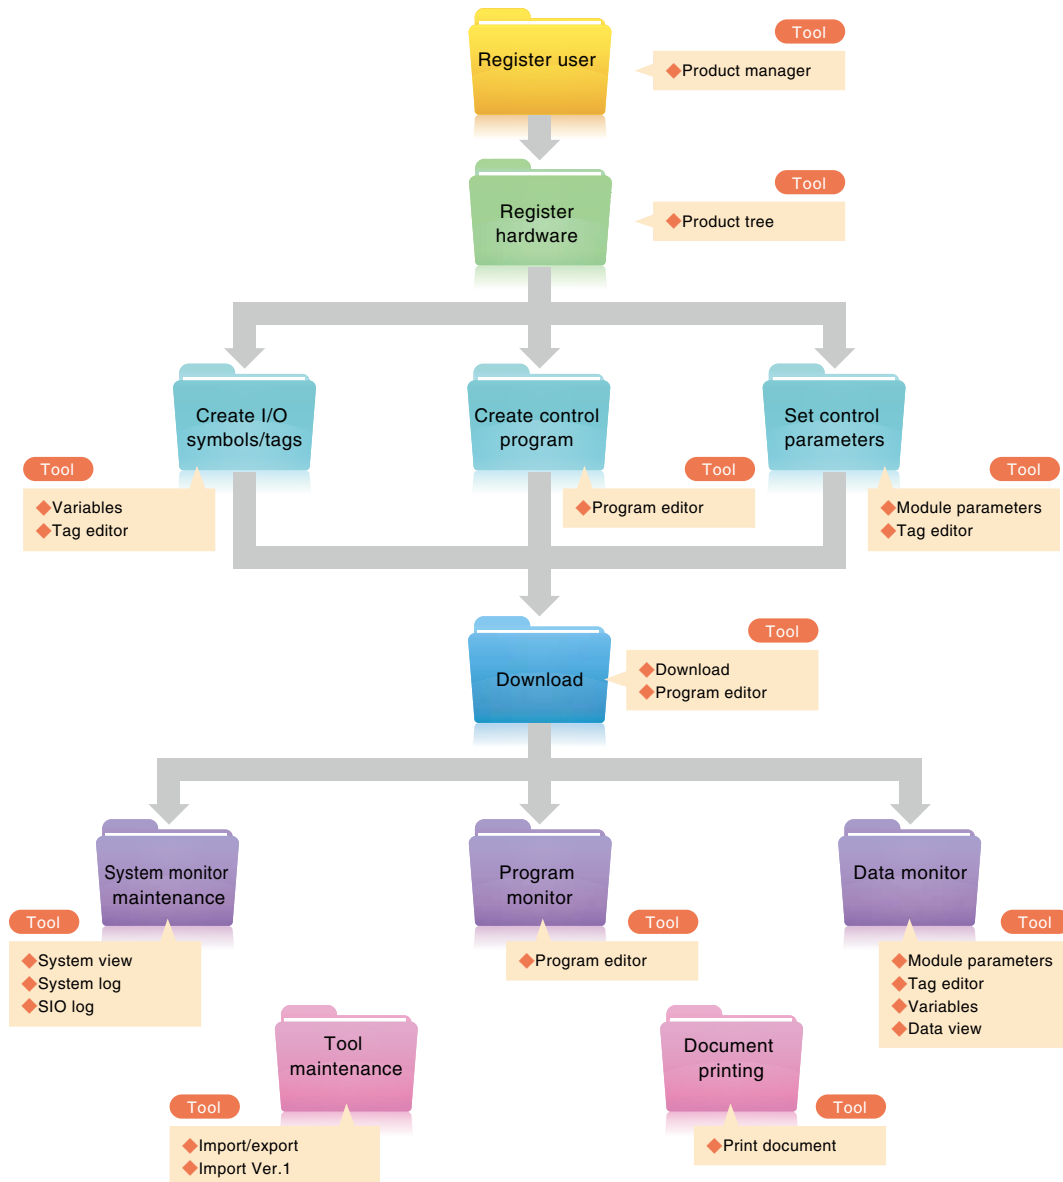 Register user
Tool
◆Product manager
Register
hardware
Tool
◆Product tree
Create I/O
symbols/tags
Tool
◆Variables
◆Tag editor
Create control
program
Tool
◆Program editor
Set control
parameters
Tool
◆Module parameters
◆Tag editor
Download
Tool
◆Download
◆Program editor
System monitor
maintenance
Tool
◆System view
◆System log
◆SIO log
Program
monitor
Tool
◆Program editor
Data monitor
Tool
◆Module parameters
◆Tag editor
◆Variables
◆Data view
Tool
maintenance
Tool
◆Import/export
◆Import Ver.1
Document
printing
Tool
◆Print document